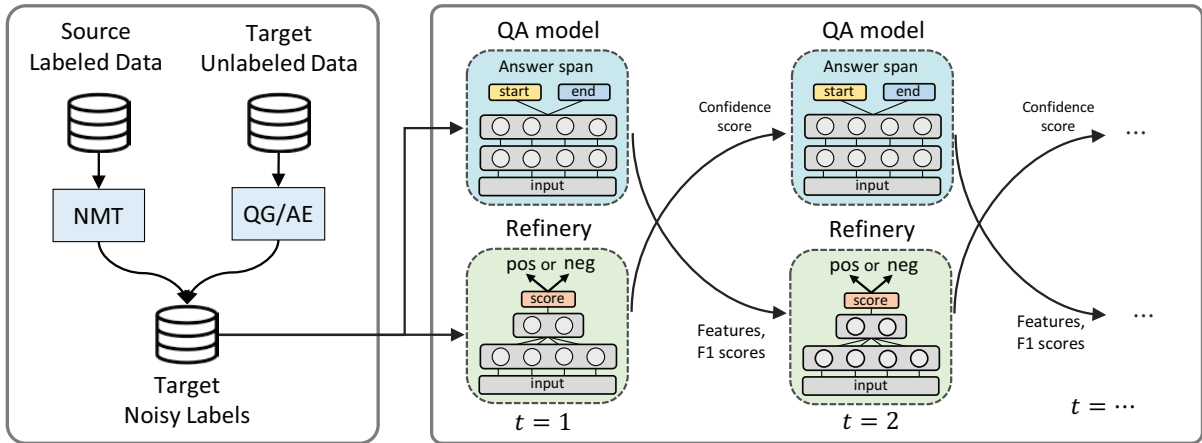 Source
Labeled Data
Target
Unlabeled Data
NMT
QG/AE
Target
Noisy Labels
QA model
Answer span
start
end
input
Refinery
pos or neg
score
input
t = 1
Confidence
score
Features,
F1 scores
QA model
Answer span
start
end
input
Refinery
pos or neg
score
input
t = 2
Confidence
score
...
Features,
F1 scores
...
t = ⋯